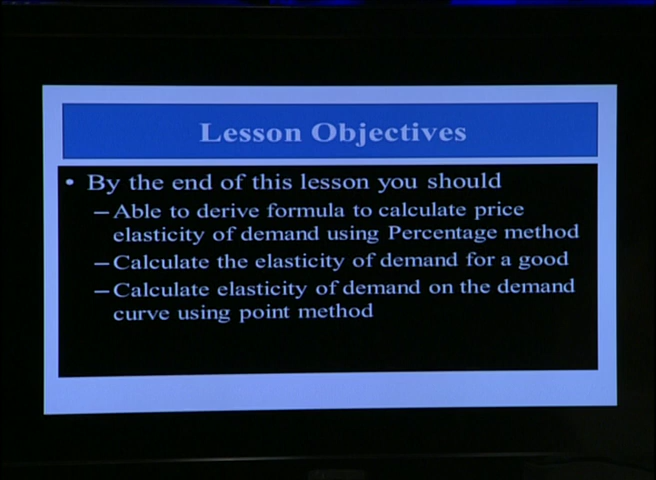 Lesson Objectives
• By the end of this lesson you should
– Able to derive formula to calculate price
elasticity of demand using Percentage method
– Calculate the elasticity of demand for a good
– Calculate elasticity of demand on the demand
curve using point method